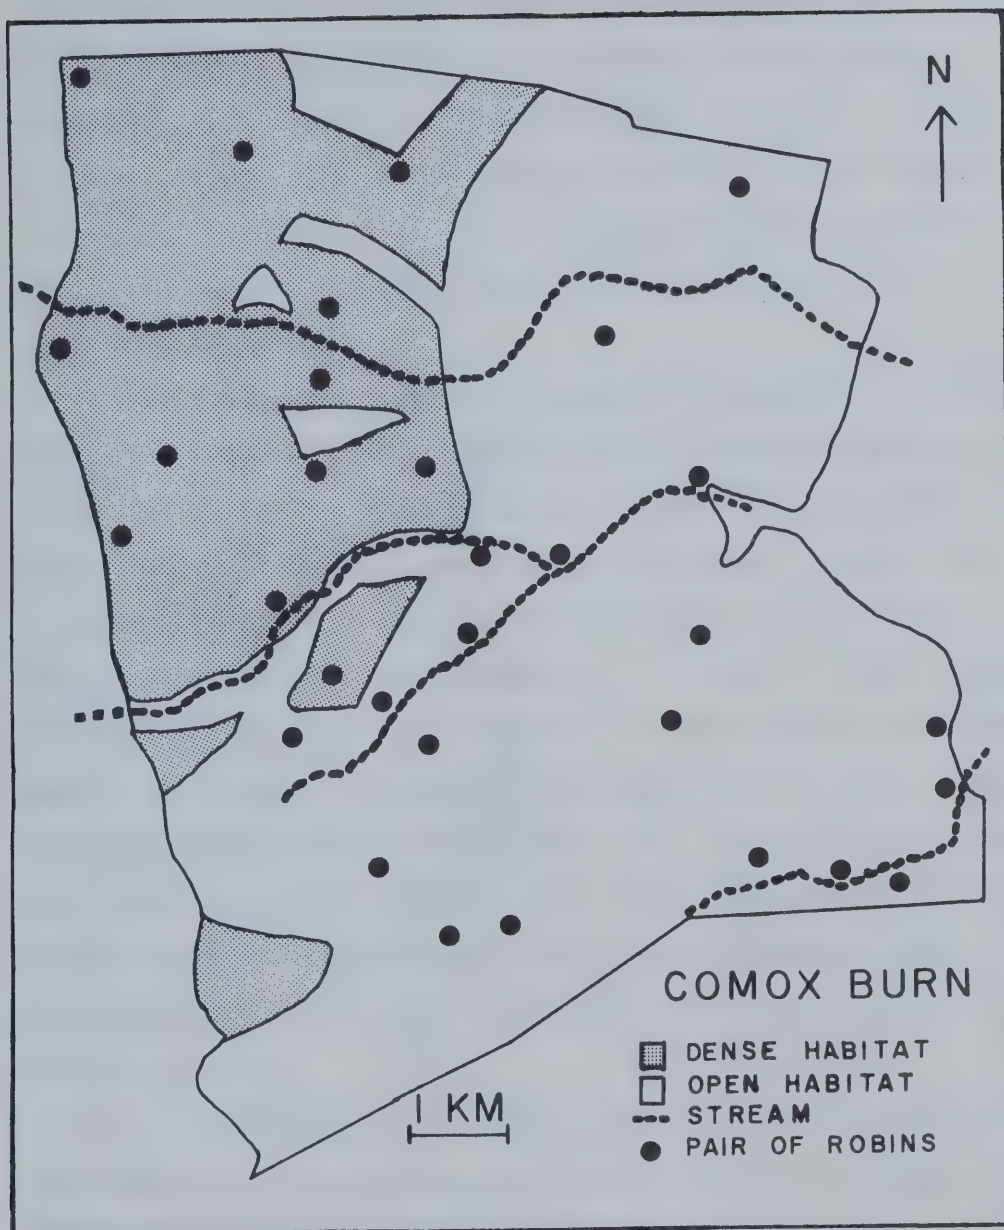 N
COMOX BURN
DENSE HABITAT
OPEN HABITAT
STREAM
PAIR OF ROBINS
1 KM